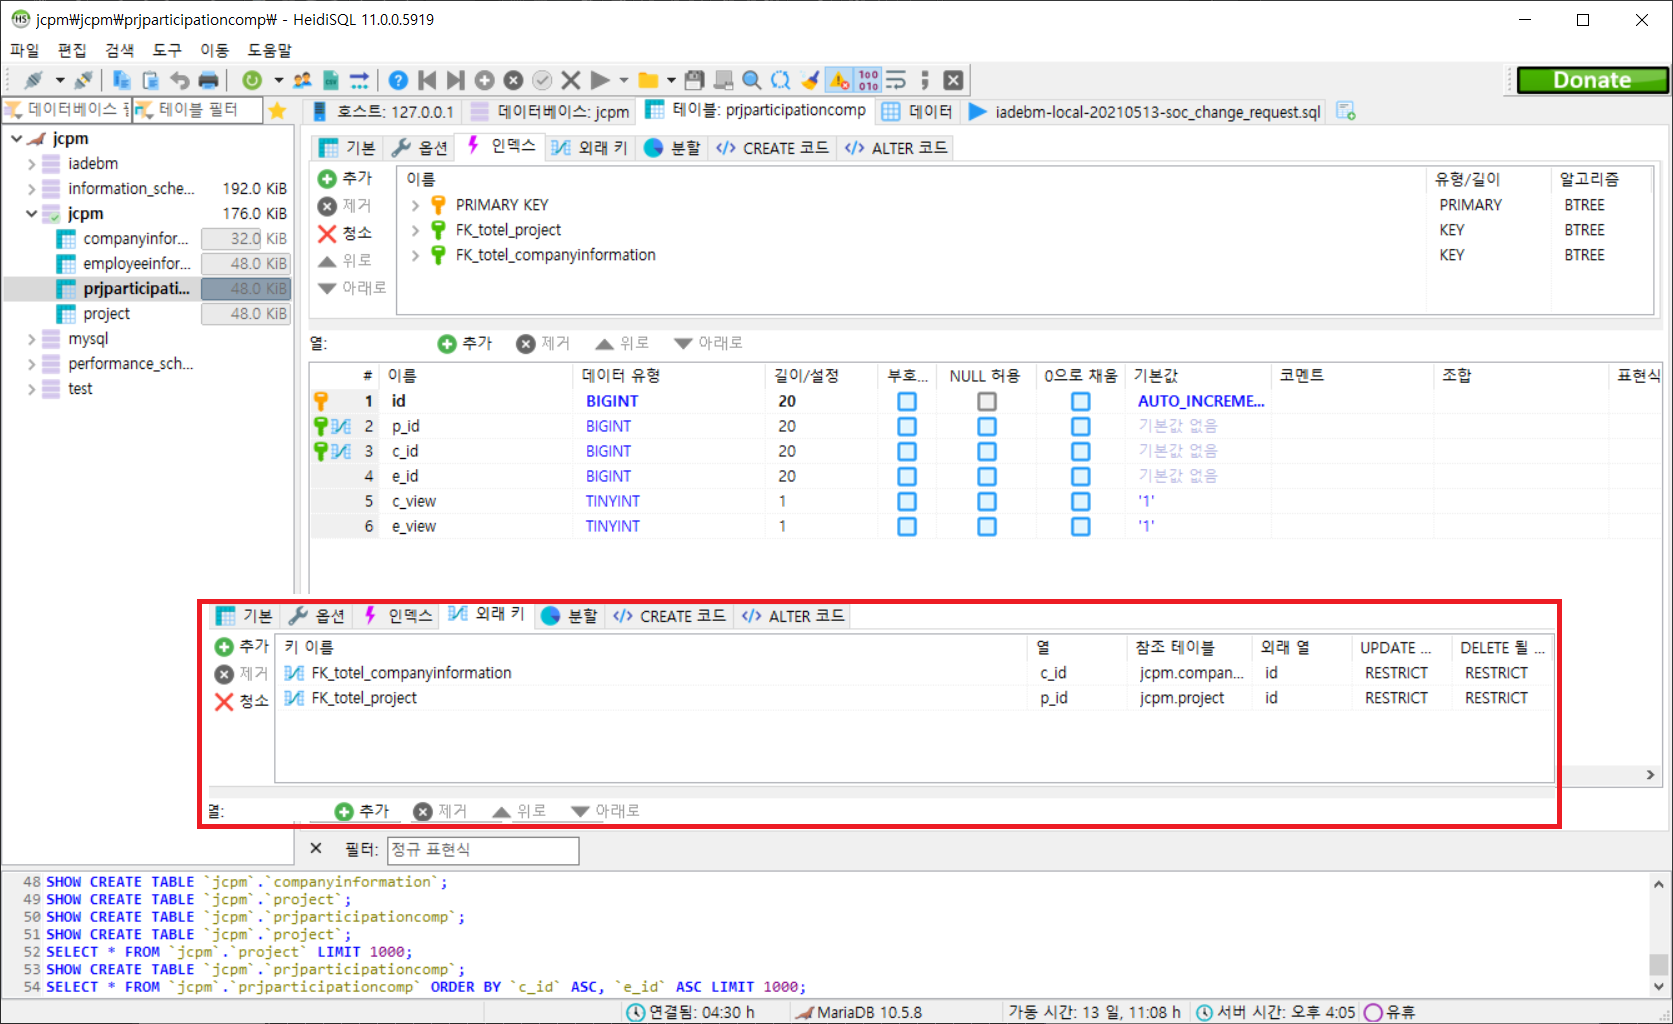 jcpm₩jcpm₩prjparticipationcomp₩ - HeidiSQL 11.0.0.5919
파일 편집 검색 도구 이동 도움말
Donate
데이터베이스 테이블 필터
호스트: 127.0.0.1 데이터베이스: jcpm 테이블: prjparticipationcomp 데이터 iadebm-local-20210513-soc_change_request.sql
jcpm
iadebm
information_sche... 192.0 KiB
jcpm 176.0 KiB
companyinfor... 32.0 KiB
employeeinfor... 48.0 KiB
prjparticipati... 48.0 KiB
project 48.0 KiB
mysql
performance_sch...
test
기본 옵션 인덱스 외래 키 분할 CREATE 코드 ALTER 코드
추가
제거
청소
위로
아래로
이름 유형/길이 알고리즘
PRIMARY KEY PRIMARY BTREE
FK_totel_project KEY BTREE
FK_totel_companyinformation KEY BTREE
열: 추가 제거 위로 아래로
# 이름 데이터 유형 길이/설정 부호... NULL 허용 0으로 채움 기본값 코멘트 조합 표현식
1 id BIGINT 20 AUTO_INCREME...
2 p_id BIGINT 20 기본값 없음
3 c_id BIGINT 20 기본값 없음
4 e_id BIGINT 20 기본값 없음
5 c_view TINYINT 1 '1'
6 e_view TINYINT 1 '1'
기본 옵션 인덱스 외래 키 분할 CREATE 코드 ALTER 코드
추가
제거
청소
키 이름 열 참조 테이블 외래 열 UPDATE ... DELETE 될 ...
FK_totel_companyinformation c_id jcpm.compan... id RESTRICT RESTRICT
FK_totel_project p_id jcpm.project id RESTRICT RESTRICT
열: 추가 제거 위로 아래로
필터: 정규 표현식
48 SHOW CREATE TABLE `jcpm`.`companyinformation`;
49 SHOW CREATE TABLE `jcpm`.`project`;
50 SHOW CREATE TABLE `jcpm`.`prjparticipationcomp`;
51 SHOW CREATE TABLE `jcpm`.`project`;
52 SELECT * FROM `jcpm`.`project` LIMIT 1000;
53 SHOW CREATE TABLE `jcpm`.`prjparticipationcomp`;
54 SELECT * FROM `jcpm`.`prjparticipationcomp` ORDER BY `c_id` ASC, `e_id` ASC LIMIT 1000;
연결됨: 04:30 h MariaDB 10.5.8 가동 시간: 13 일, 11:08 h 서버 시간: 오후 4:05 유휴